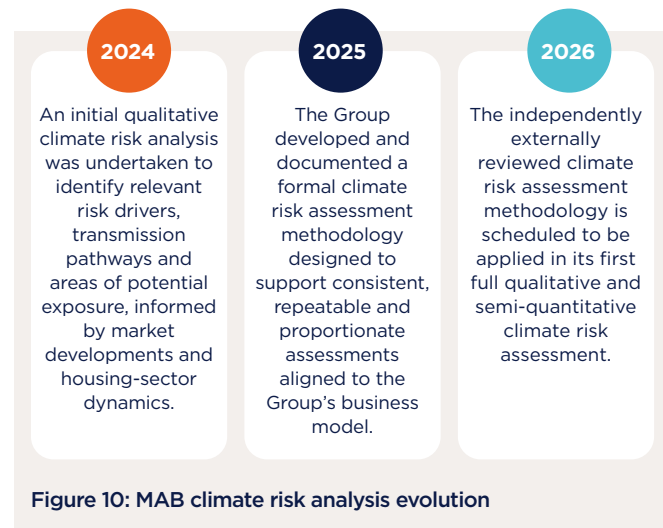 2024
An initial qualitative
climate risk analysis
was undertaken to
identify relevant
risk drivers,
transmission
pathways and
areas of potential
exposure, informed
by market
developments and
housing-sector
dynamics.
2025
The Group
developed and
documented a
formal climate
risk assessment
methodology
designed to
support consistent,
repeatable and
proportionate
assessments
aligned to the
Group’s business
model.
2026
The independently
externally
reviewed climate
risk assessment
methodology is
scheduled to be
applied in its first
full qualitative and
semi-quantitative
climate risk
assessment.
Figure 10: MAB climate risk analysis evolution